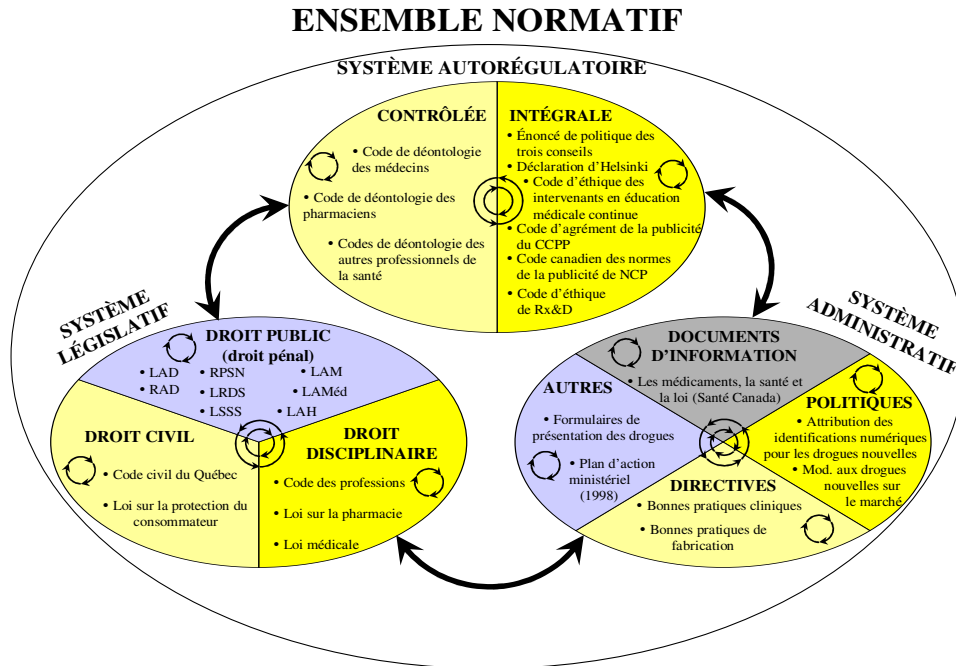 ENSEMBLE NORMATIF
SYSTÈME AUTORÉGULATOIRE
CONTRÔLÉE
• Code de déontologie
des médecins
• Code de déontologie des
pharmaciens
• Codes de déontologie des
autres professionnels de
la santé
INTÉGRALE
• Énoncé de politique des
trois conseils
• Déclaration d’Helsinki
• Code d’éthique des
intervenants en éducation
médicale continue
• Code d’agrément de la publicité
du CCPP
• Code canadien des normes
de la publicité de NCP
• Code d’éthique
de Rx&D
SYSTÈME
LÉGISLATIF
DROIT PUBLIC
(droit pénal)
• LAD
• RAD
• RPSN
• LRDS
• LSSS
• LAM
• LAMéd
• LAH
DROIT CIVIL
• Code civil du Québec
• Loi sur la protection du
consommateur
DROIT
DISCIPLINAIRE
• Code des professions
• Loi sur la pharmacie
• Loi médicale
SYSTÈME
ADMINISTRATIF
DOCUMENTS
D’INFORMATION
• Les médicaments, la santé et
la loi (Santé Canada)
AUTRES
• Formulaires de
présentation des drogues
• Plan d’action
ministériel
(1998)
POLITIQUES
• Attribution des
identifications numériques
pour les drogues nouvelles
• Mod. aux drogues
nouvelles sur
le marché
DIRECTIVES
• Bonnes pratiques cliniques
• Bonnes pratiques de
fabrication